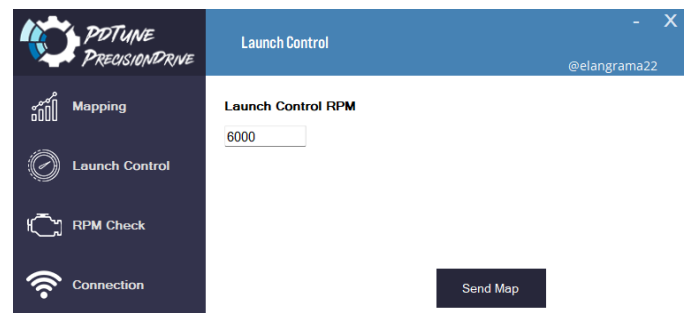 PDTUNE
PRECISIONDRIVE
Launch Control
- X
@elangrama22
Mapping
Launch Control
RPM Check
Connection
Launch Control RPM
6000
Send Map